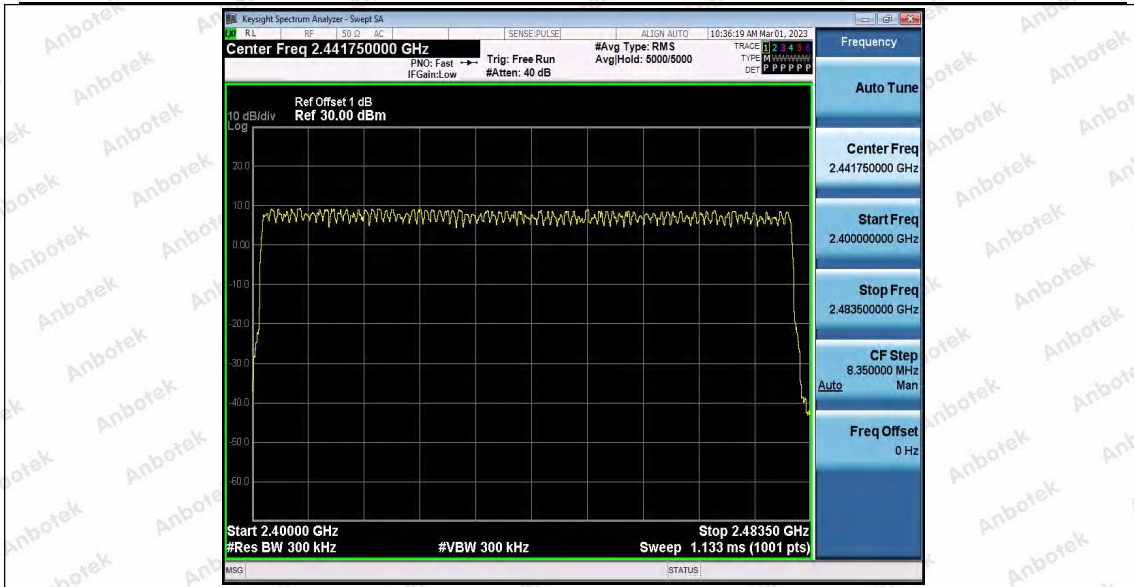 Keysight Spectrum Analyzer - Swept SA
RL RF 50 Ω AC SENSE:PULSE ALIGN AUTO 10:36:19 AM Mar 01, 2023
Center Freq 2.441750000 GHz
PNO: Fast Trig: Free Run
IFGain:Low #Atten: 40 dB
#Avg Type: RMS
Avg|Hold: 5000/5000
TRACE 1 2 3 4 5 6
TYPE M WWWWW
DET P P P P P P
Ref Offset 1 dB
10 dB/div Ref 30.00 dBm
Log
20.0
10.0
0.00
-10.0
-20.0
-30.0
-40.0
-50.0
-60.0
Start 2.40000 GHz Stop 2.48350 GHz
#Res BW 300 kHz #VBW 300 kHz Sweep 1.133 ms (1001 pts)
MSG STATUS
Frequency
Auto Tune
Center Freq
2.441750000 GHz
Start Freq
2.400000000 GHz
Stop Freq
2.483500000 GHz
CF Step
8.350000 MHz
Auto Man
Freq Offset
0 Hz
Anbotek